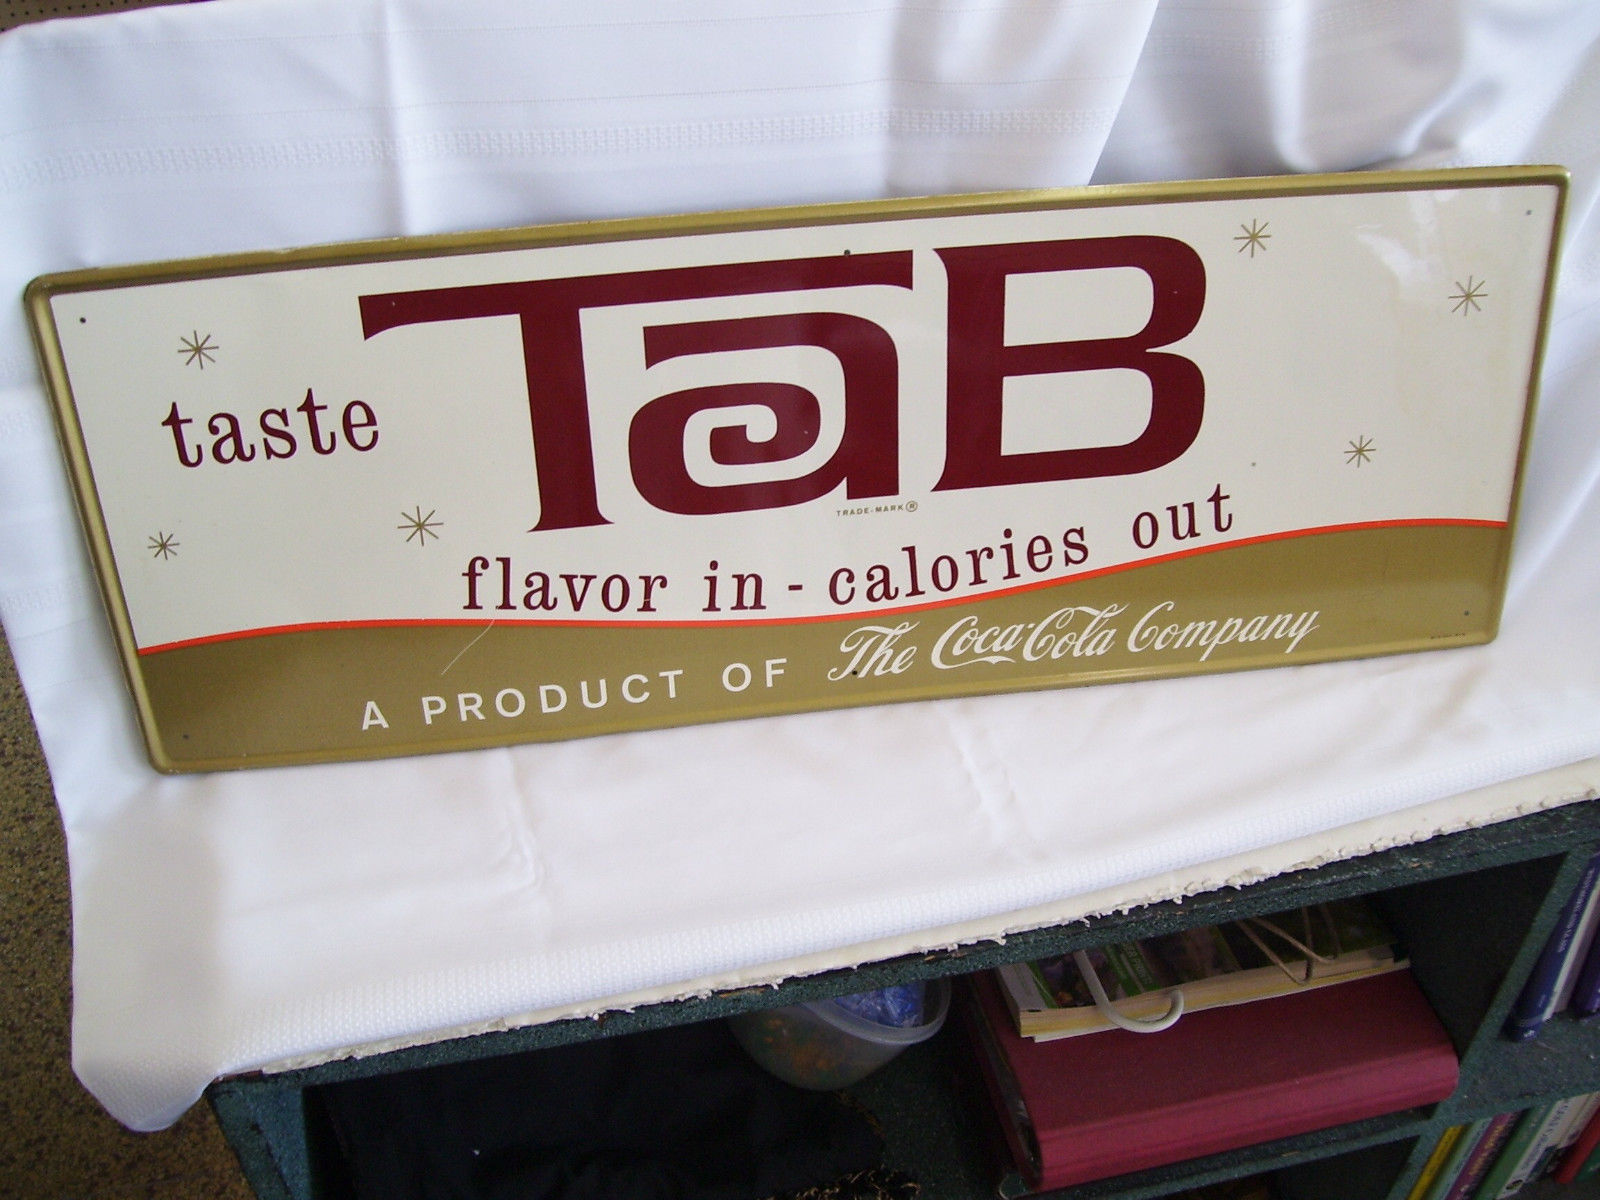 taste TaB
TRADE-MARK ®
flavor in - calories out
A PRODUCT OF The Coca-Cola Company